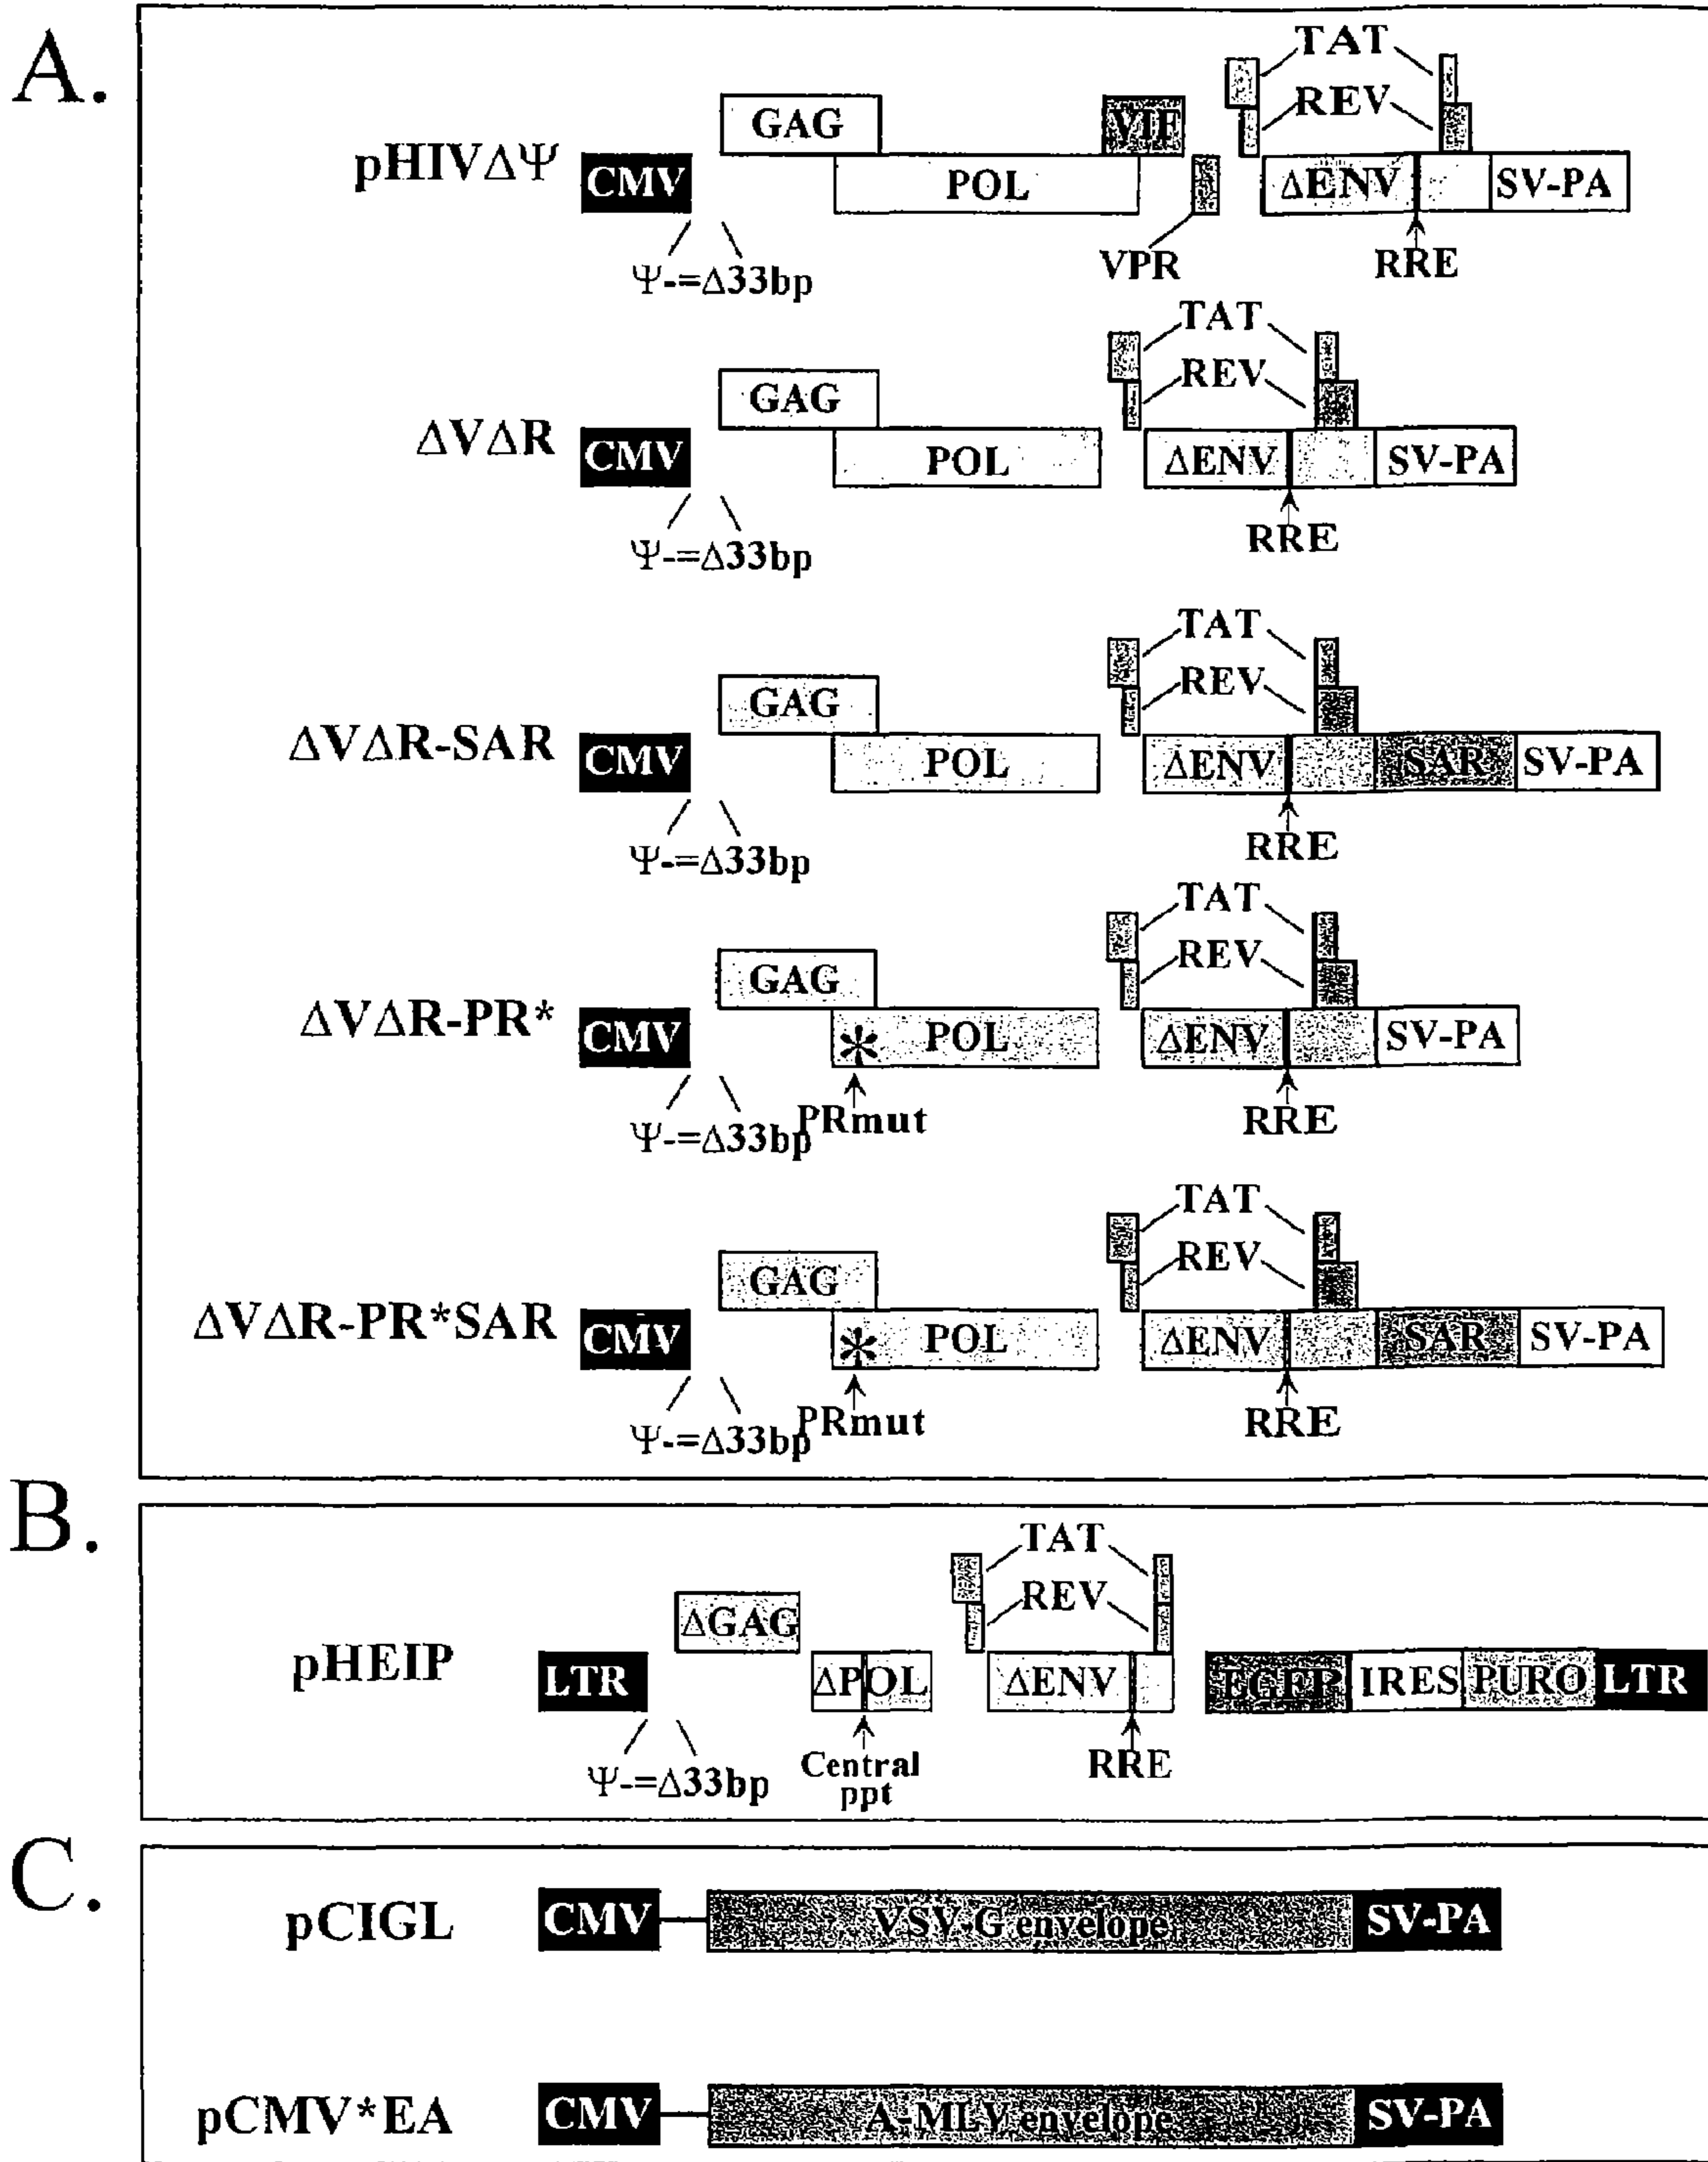 A.
TAT
REV
pHIVΔΨ
CMV
GAG
POL
VIF
VPR
ΔENV
SV-PA
RRE
Ψ-=Δ33bp
TAT
REV
ΔVΔR
CMV
GAG
POL
ΔENV
SV-PA
RRE
Ψ-=Δ33bp
TAT
REV
ΔVΔR-SAR
CMV
GAG
POL
ΔENV
SAR
SV-PA
RRE
Ψ-=Δ33bp
TAT
REV
ΔVΔR-PR*
CMV
GAG
* POL
ΔENV
SV-PA
PRmut
RRE
Ψ-=Δ33bp
TAT
REV
ΔVΔR-PR*SAR
CMV
GAG
* POL
ΔENV
SAR
SV-PA
PRmut
RRE
Ψ-=Δ33bp
B.
TAT
REV
pHEIP
LTR
ΔGAG
ΔPOL
ΔENV
EGFP
IRES
PURO
LTR
Central
ppt
RRE
Ψ-=Δ33bp
C.
pCIGL
CMV
VSV-G envelope
SV-PA
pCMV*EA
CMV
A-MLV envelope
SV-PA